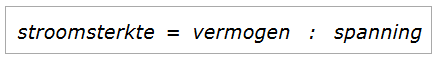 stroomsterkte = vermogen : spanning